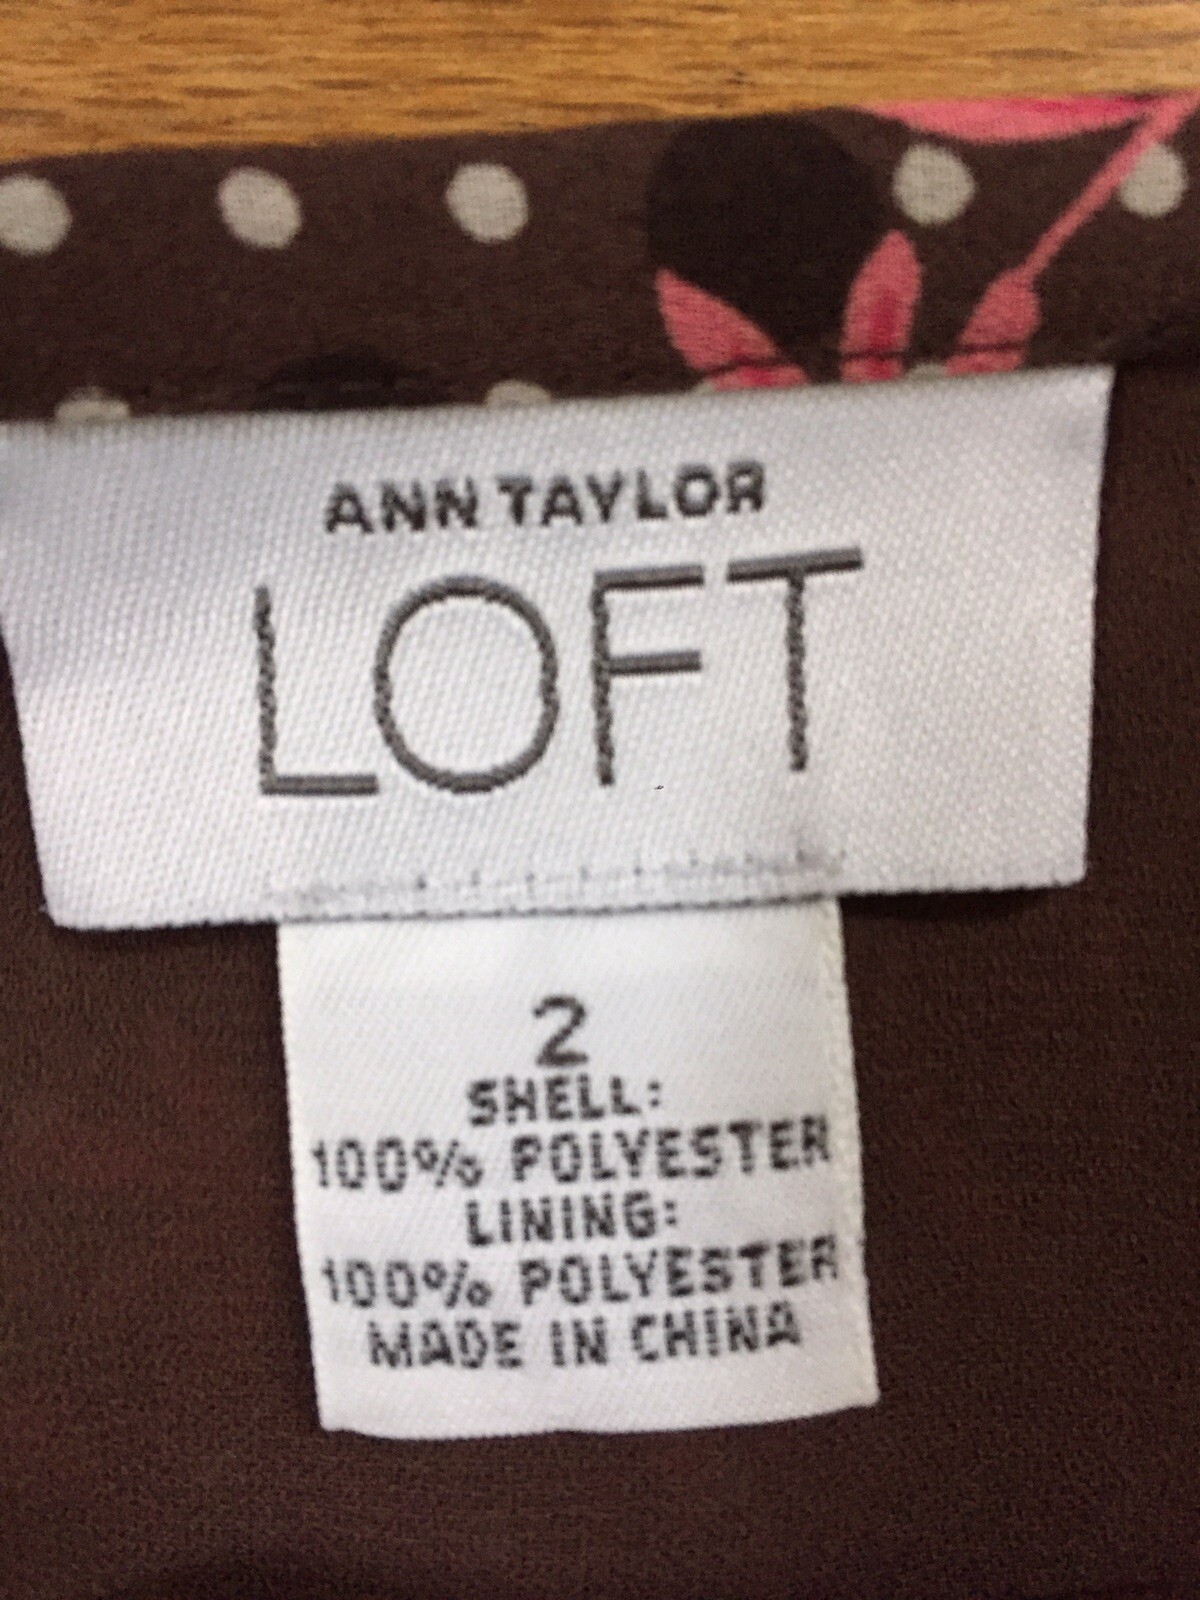 ANN TAYLOR
LOFT
2
SHELL:
100% POLYESTER
LINING:
100% POLYESTER
MADE IN CHINA